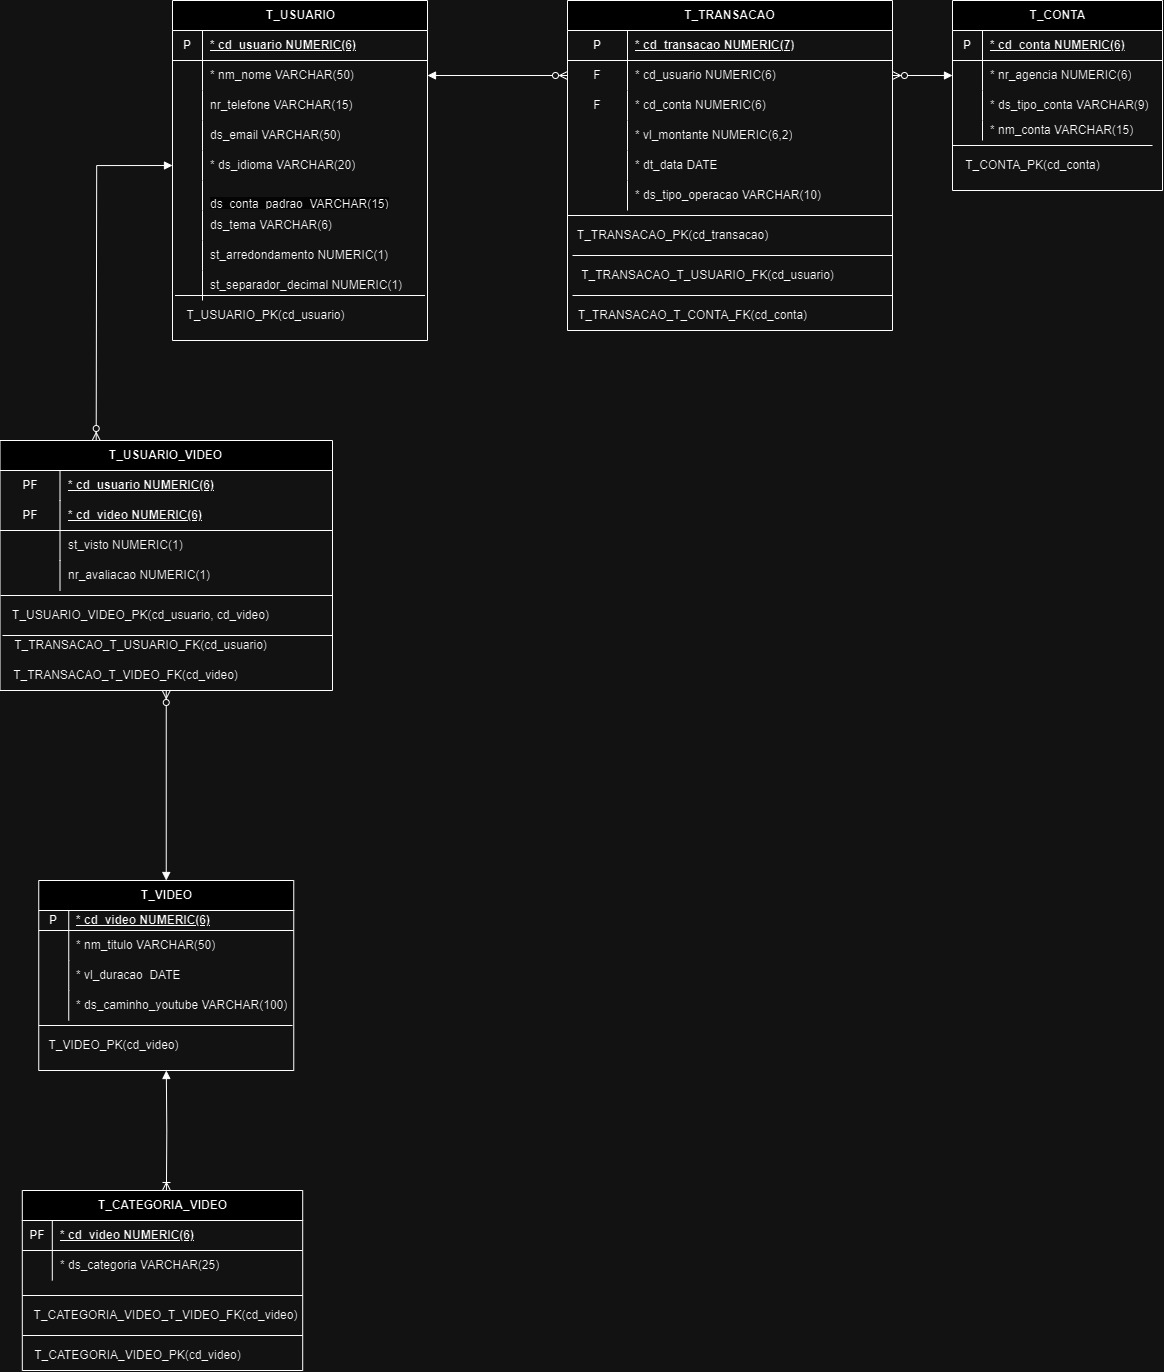 T_USUARIO
P * cd_usuario NUMERIC(6)
* nm_nome VARCHAR(50)
nr_telefone VARCHAR(15)
ds_email VARCHAR(50)
* ds_idioma VARCHAR(20)
ds_conta_padrao VARCHAR(15)
ds_tema VARCHAR(6)
st_arredondamento NUMERIC(1)
st_separador_decimal NUMERIC(1)
T_USUARIO_PK(cd_usuario)
T_TRANSACAO
P * cd_transacao NUMERIC(7)
F * cd_usuario NUMERIC(6)
F * cd_conta NUMERIC(6)
* vl_montante NUMERIC(6,2)
* dt_data DATE
* ds_tipo_operacao VARCHAR(10)
T_TRANSACAO_PK(cd_transacao)
T_TRANSACAO_T_USUARIO_FK(cd_usuario)
T_TRANSACAO_T_CONTA_FK(cd_conta)
T_CONTA
P * cd_conta NUMERIC(6)
* nr_agencia NUMERIC(6)
* ds_tipo_conta VARCHAR(9)
* nm_conta VARCHAR(15)
T_CONTA_PK(cd_conta)
T_USUARIO_VIDEO
PF * cd_usuario NUMERIC(6)
PF * cd_video NUMERIC(6)
st_visto NUMERIC(1)
nr_avaliacao NUMERIC(1)
T_USUARIO_VIDEO_PK(cd_usuario, cd_video)
T_TRANSACAO_T_USUARIO_FK(cd_usuario)
T_TRANSACAO_T_VIDEO_FK(cd_video)
T_VIDEO
P * cd_video NUMERIC(6)
* nm_titulo VARCHAR(50)
* vl_duracao DATE
* ds_caminho_youtube VARCHAR(100)
T_VIDEO_PK(cd_video)
T_CATEGORIA_VIDEO
PF * cd_video NUMERIC(6)
* ds_categoria VARCHAR(25)
T_CATEGORIA_VIDEO_T_VIDEO_FK(cd_video)
T_CATEGORIA_VIDEO_PK(cd_video)